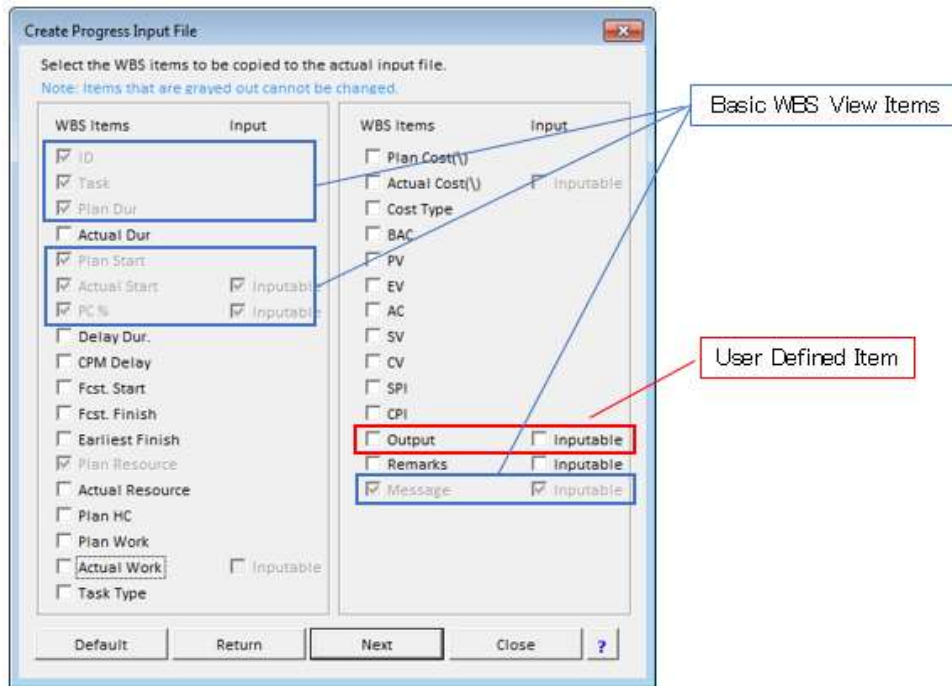 Create Progress Input File
Select the WBS items to be copied to the actual input file.
Note: Items that are grayed out cannot be changed.
WBS Items Input
ID
Task
Plan Dur
Actual Dur
Plan Start
Actual Start Inputable
PC% Inputable
Delay Dur.
CPM Delay
Fcst. Start
Fcst. Finish
Earliest Finish
Plan Resource
Actual Resource
Plan HC
Plan Work
Actual Work Inputable
Task Type
WBS Items Input
Plan Cost(\)
Actual Cost(\) Inputable
Cost Type
BAC
PV
EV
AC
SV
CV
SPI
CPI
Output Inputable
Remarks Inputable
Message Inputable
Default Return Next Close ?
Basic WBS View Items
User Defined Item